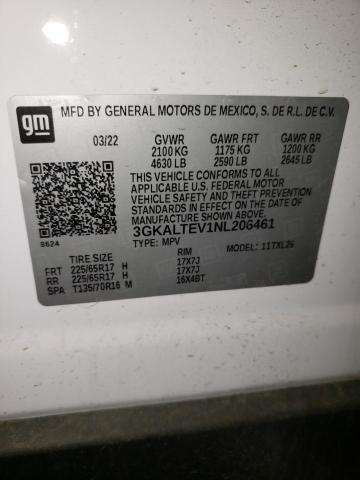 gm
MFD BY GENERAL MOTORS DE MEXICO, S. DE R.L. DE C.V.
03/22 GVWR GAWR FRT GAWR RR
2100 KG 1175 KG 1200 KG
4630 LB 2590 LB 2645 LB
THIS VEHICLE CONFORMS TO ALL
APPLICABLE U.S. FEDERAL MOTOR
VEHICLE SAFETY AND THEFT PREVENTION
STANDARDS IN EFFECT ON THE DATE OF
MANUFACTURE SHOWN ABOVE.
3GKALTEV1NL206461
8624 TYPE: MPV MODEL: 11TXL26
TIRE SIZE RIM
FRT 225/65R17 H 17X7J
RR 225/65R17 H 17X7J
SPA T135/70R16 M 16X4BT